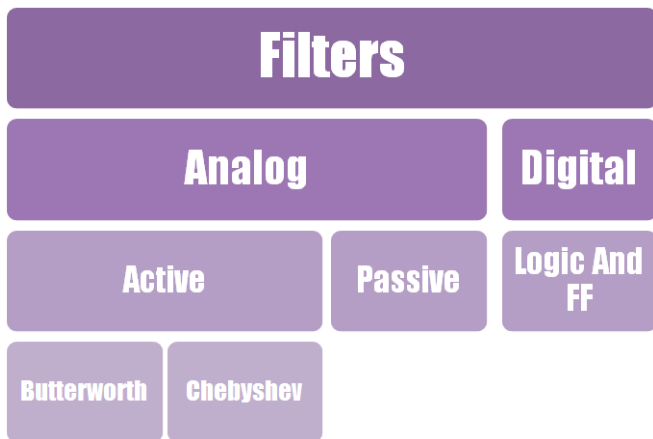 Filters
Analog
Digital
Active
Passive
Logic And
FF
Butterworth
Chebyshev